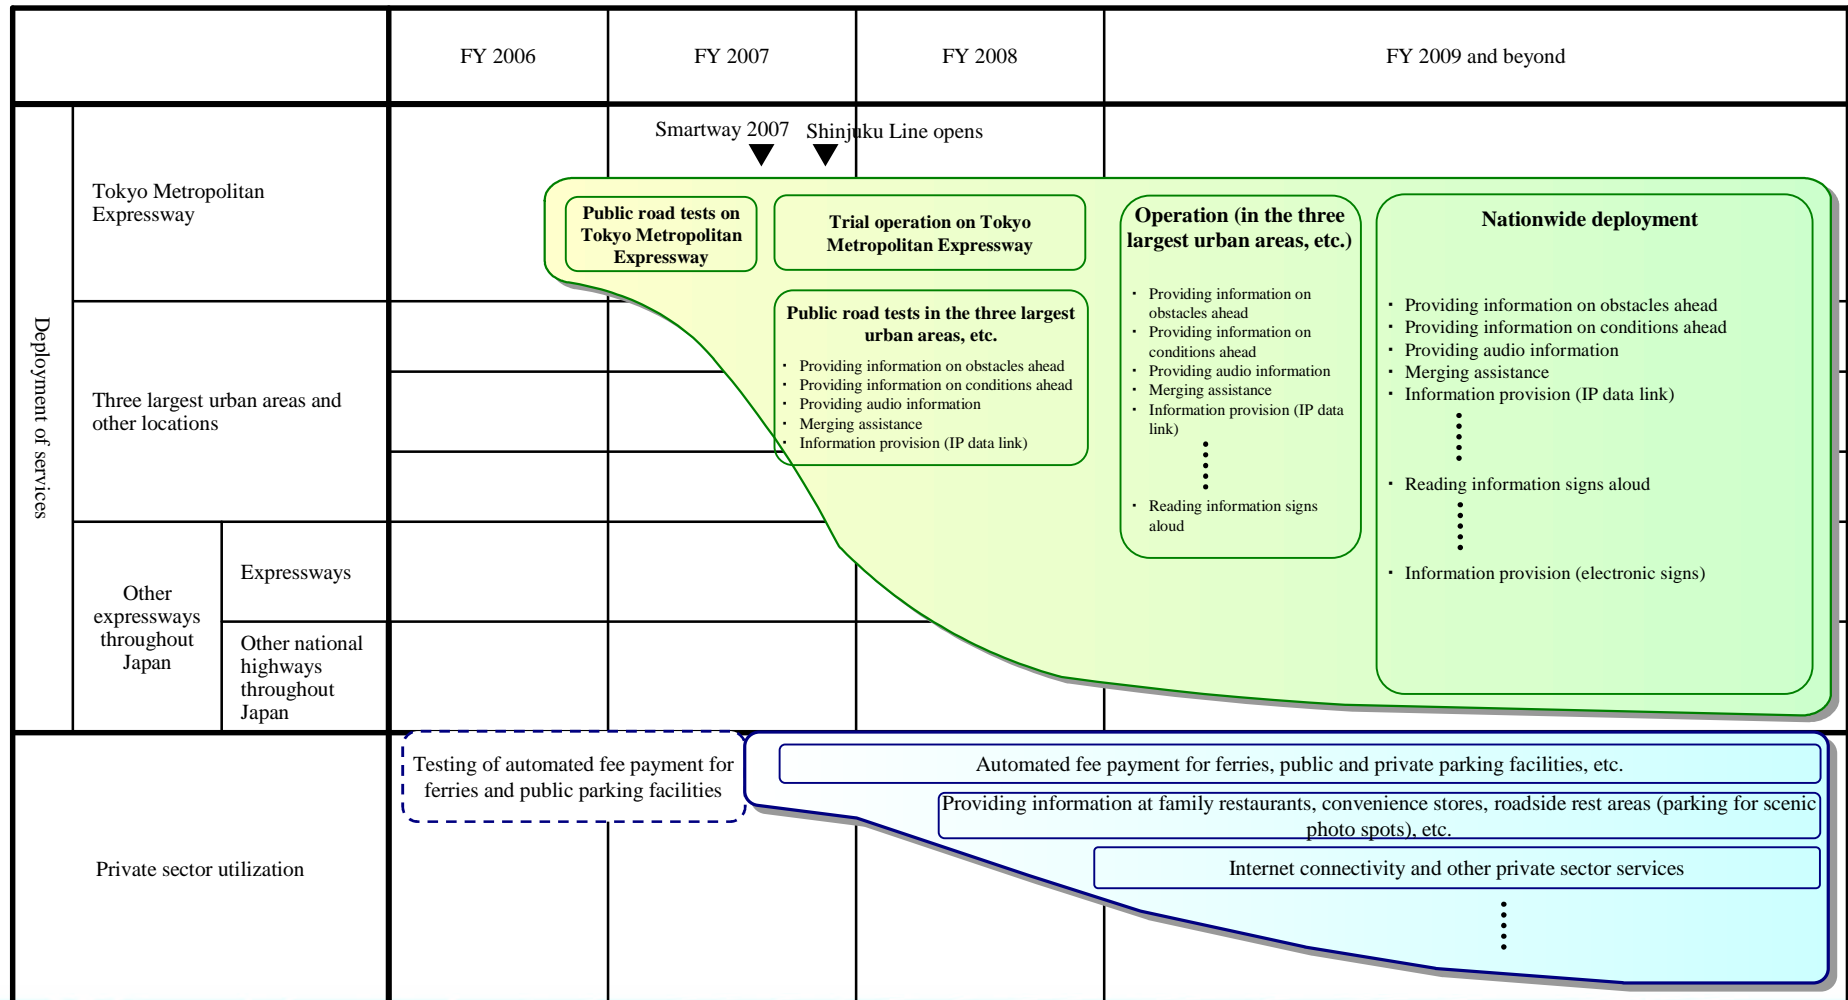 FY 2006
FY 2007
FY 2008
FY 2009 and beyond
Deployment of services
Tokyo Metropolitan
Expressway
Smartway 2007
Shinjuku Line opens
Public road tests on
Tokyo Metropolitan
Expressway
Trial operation on Tokyo
Metropolitan Expressway
Operation (in the three
largest urban areas, etc.)
Nationwide deployment
Three largest urban areas and
other locations
Public road tests in the three largest
urban areas, etc.
▪ Providing information on obstacles ahead
▪ Providing information on conditions ahead
▪ Providing audio information
▪ Merging assistance
▪ Information provision (IP data link)
▪ Providing information on
obstacles ahead
▪ Providing information on
conditions ahead
▪ Providing audio information
▪ Merging assistance
▪ Information provision (IP data
link)
▪ Reading information signs
aloud
▪ Providing information on obstacles ahead
▪ Providing information on conditions ahead
▪ Providing audio information
▪ Merging assistance
▪ Information provision (IP data link)
▪ Reading information signs aloud
▪ Information provision (electronic signs)
Other
expressways
throughout
Japan
Expressways
Other national
highways
throughout
Japan
Private sector utilization
Testing of automated fee payment for
ferries and public parking facilities
Automated fee payment for ferries, public and private parking facilities, etc.
Providing information at family restaurants, convenience stores, roadside rest areas (parking for scenic
photo spots), etc.
Internet connectivity and other private sector services